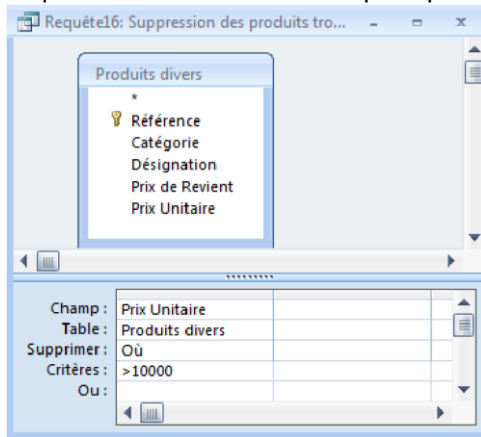 Requête16: Suppression des produits tro...
Produits divers
*
Référence
Catégorie
Désignation
Prix de Revient
Prix Unitaire
Champ : Prix Unitaire
Table : Produits divers
Supprimer : Où
Critères : >10000
Ou :